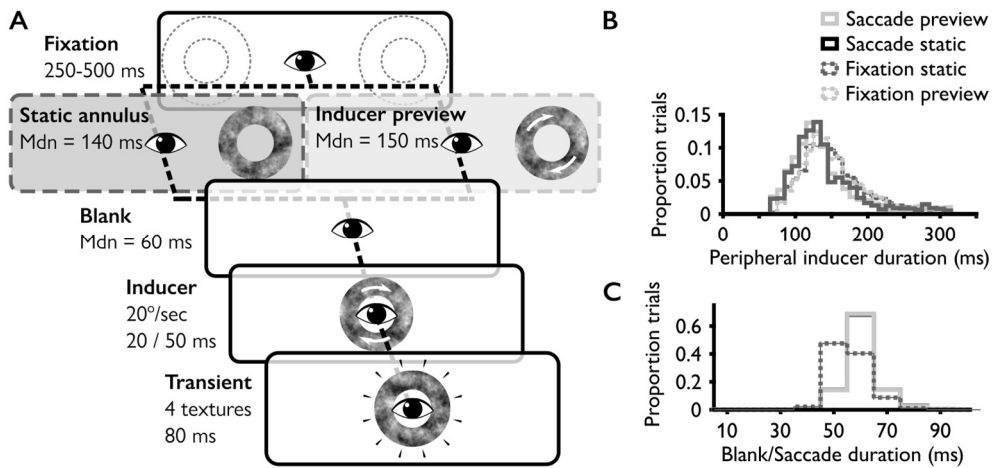 A
Fixation
250-500 ms
Static annulus
Mdn = 140 ms
Inducer preview
Mdn = 150 ms
Blank
Mdn = 60 ms
Inducer
20º/sec
20 / 50 ms
Transient
4 textures
80 ms
B
Saccade preview
Saccade static
Fixation static
Fixation preview
Proportion trials
0.15
0.10
0.05
0
0 100 200 300
Peripheral inducer duration (ms)
C
Proportion trials
0.6
0.4
0.2
0
10 30 50 70 90
Blank/Saccade duration (ms)